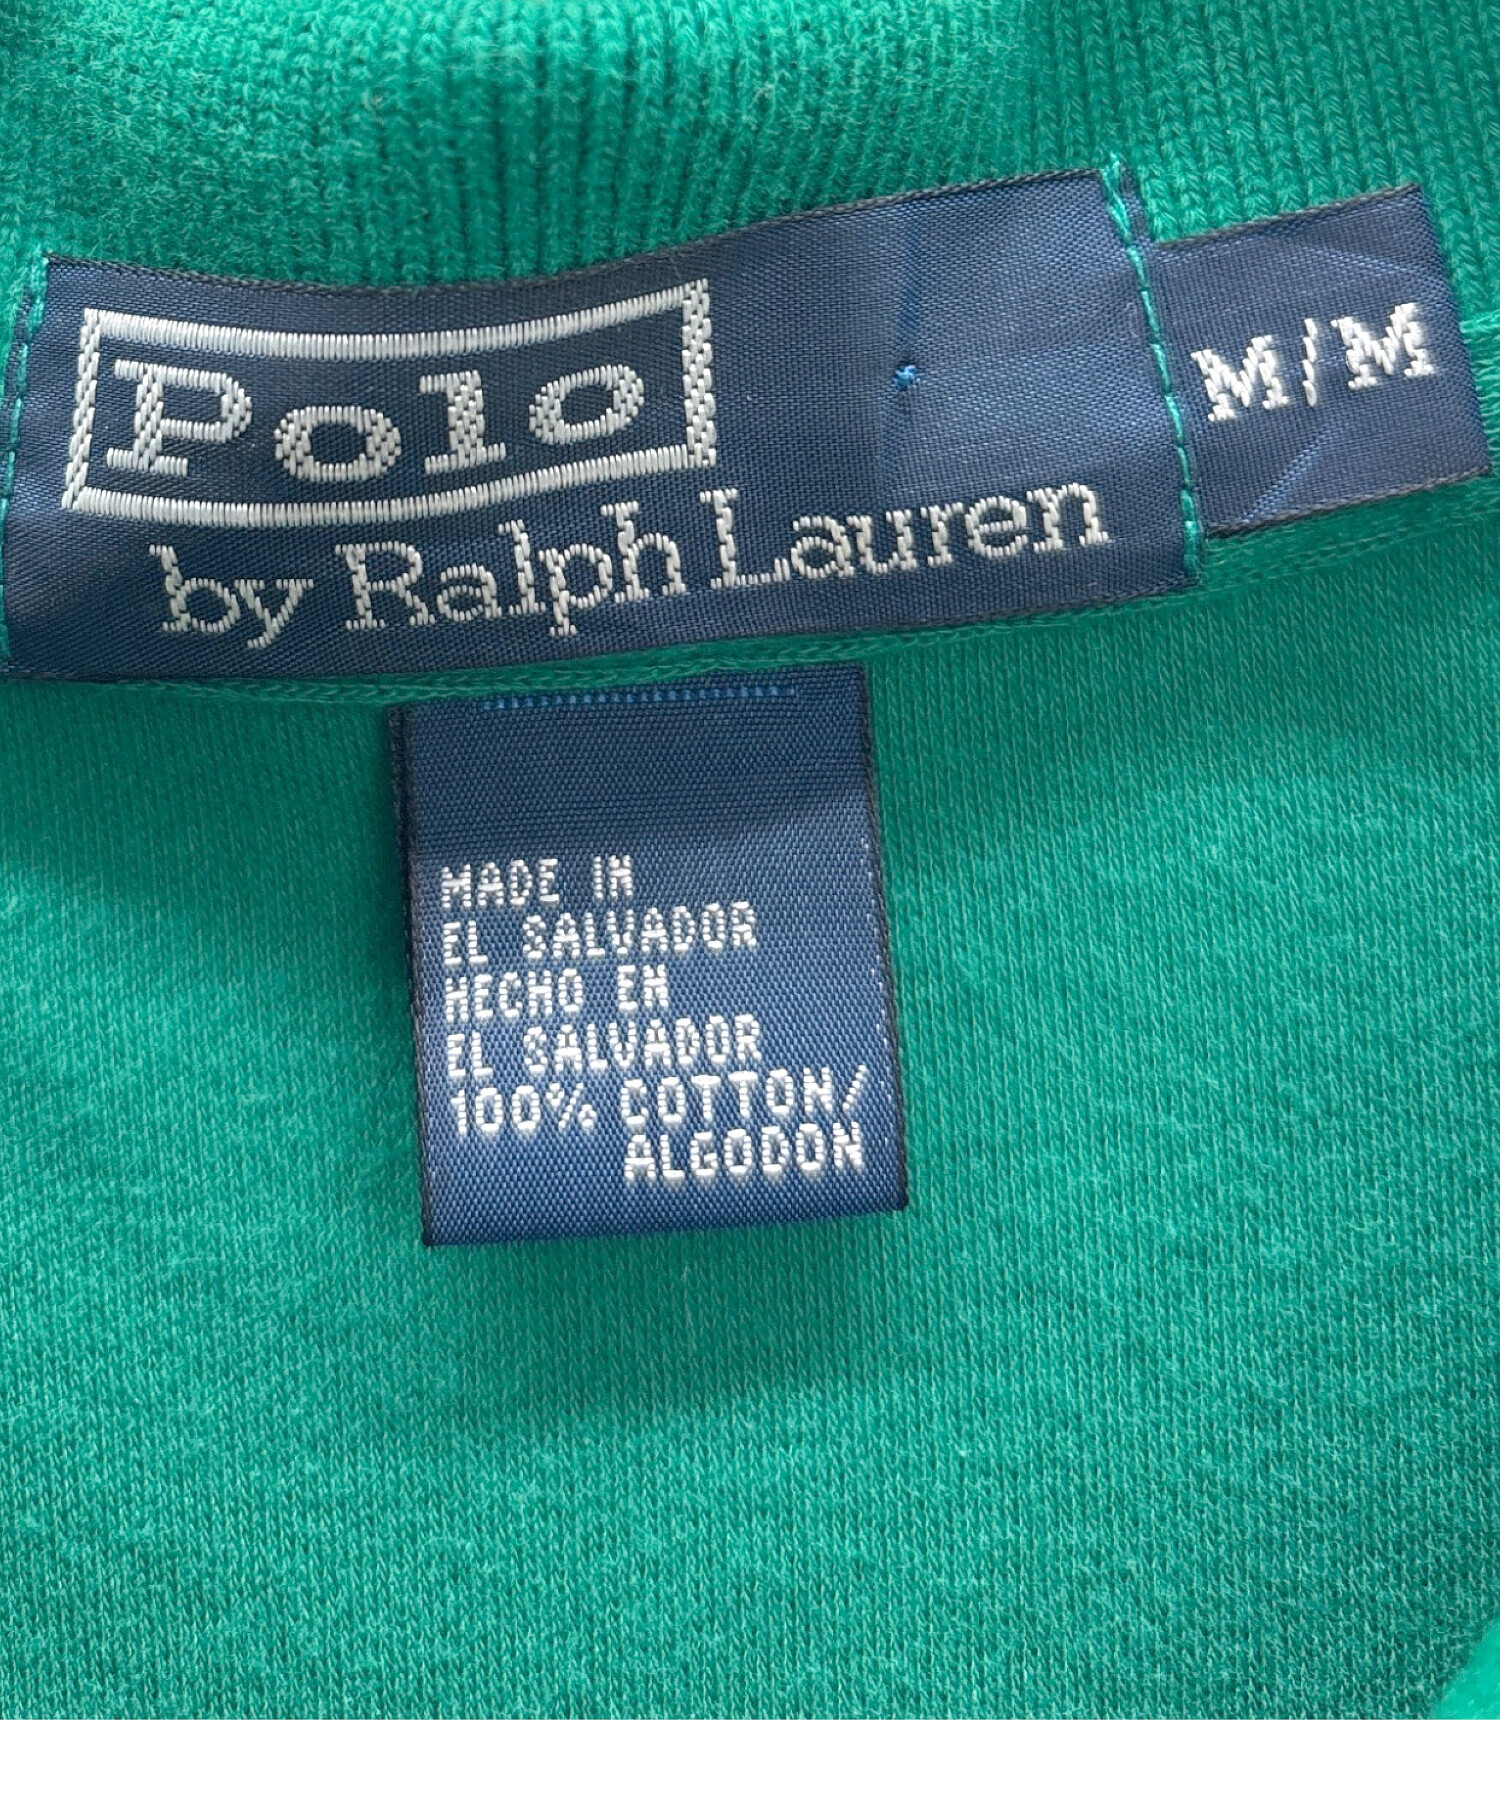 Polo
by Ralph Lauren
M/M
MADE IN
EL SALVADOR
HECHO EN
EL SALVADOR
100% COTTON/
ALGODON